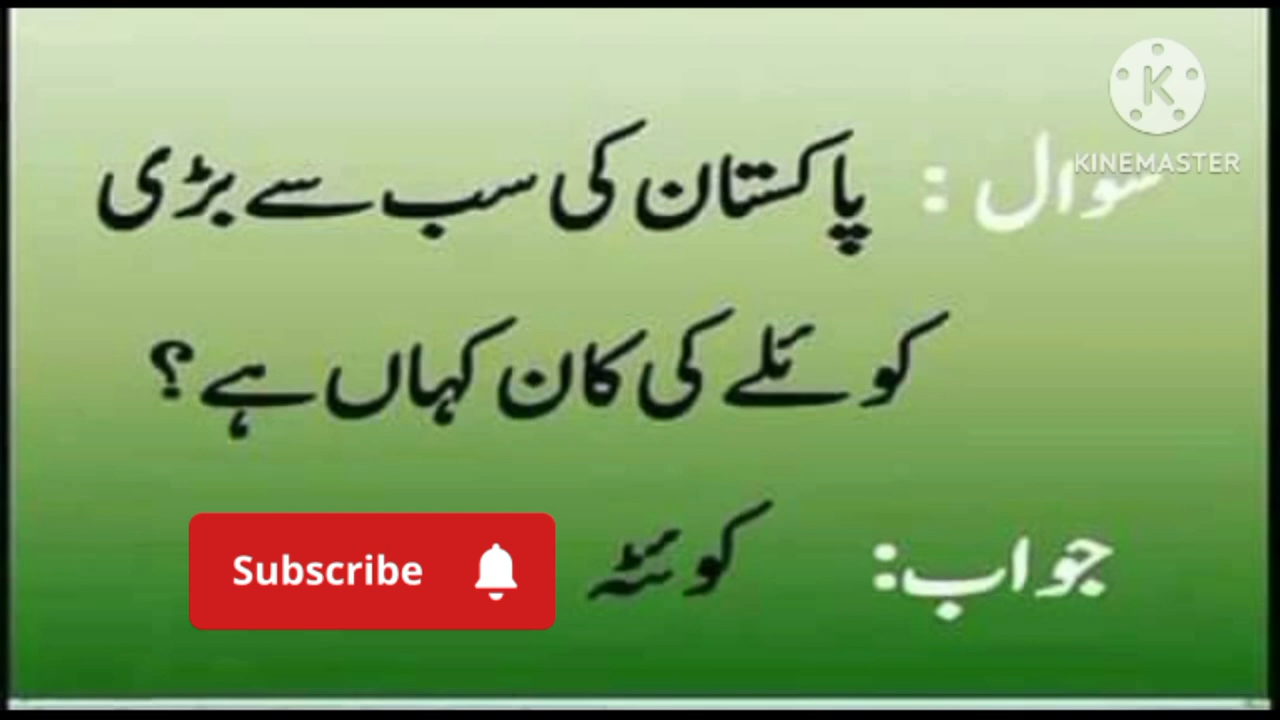 KINEMASTER
سوال : پاکستان کی سب سے بڑی
کوئلے کی کان کہاں ہے؟
جواب: کوئٹہ
Subscribe